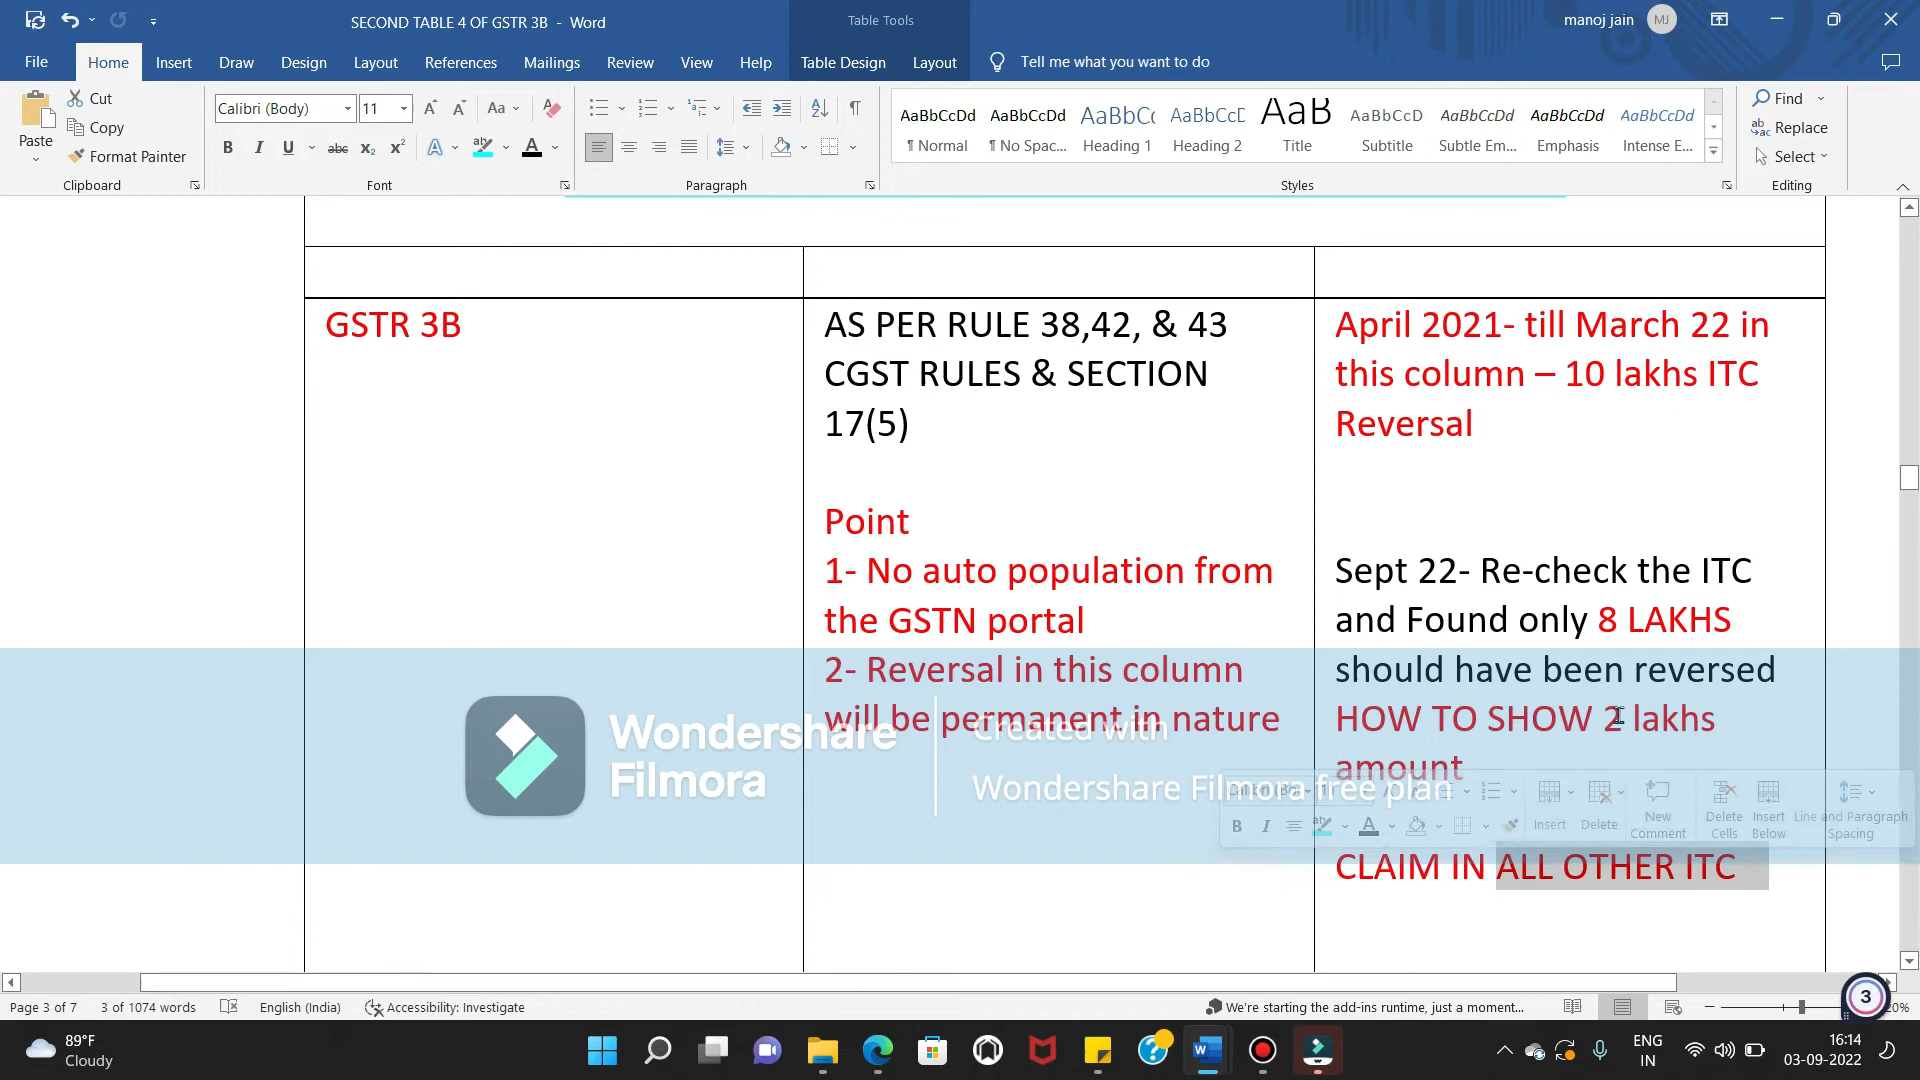 SECOND TABLE 4 OF GSTR 3B - Word
Table Tools
manoj jain
MJ
File
Home
Insert
Draw
Design
Layout
References
Mailings
Review
View
Help
Table Design
Layout
Tell me what you want to do
Paste
Cut
Copy
Format Painter
Clipboard
Calibri (Body)
11
Font
Paragraph
AaBbCcDd
¶ Normal
AaBbCcDd
¶ No Spac...
AaBbCc
Heading 1
AaBbCcD
Heading 2
AaB
Title
AaBbCcD
Subtitle
AaBbCcDd
Subtle Em...
AaBbCcDd
Emphasis
AaBbCcDd
Intense E...
Styles
Find
Replace
Select
Editing
GSTR 3B
AS PER RULE 38,42, & 43
CGST RULES & SECTION
17(5)
Point
1- No auto population from
the GSTN portal
2- Reversal in this column
will be permanent in nature
April 2021- till March 22 in
this column – 10 lakhs ITC
Reversal
Sept 22- Re-check the ITC
and Found only 8 LAKHS
should have been reversed
HOW TO SHOW 2 lakhs
amount
CLAIM IN ALL OTHER ITC
Wondershare
Filmora
Created with
Wondershare Filmora free plan
Insert
Delete
New
Comment
Delete
Cells
Insert
Below
Line and Paragraph
Spacing
Page 3 of 7
3 of 1074 words
English (India)
Accessibility: Investigate
We're starting the add-ins runtime, just a moment...
3
89°F
Cloudy
ENG
IN
16:14
03-09-2022